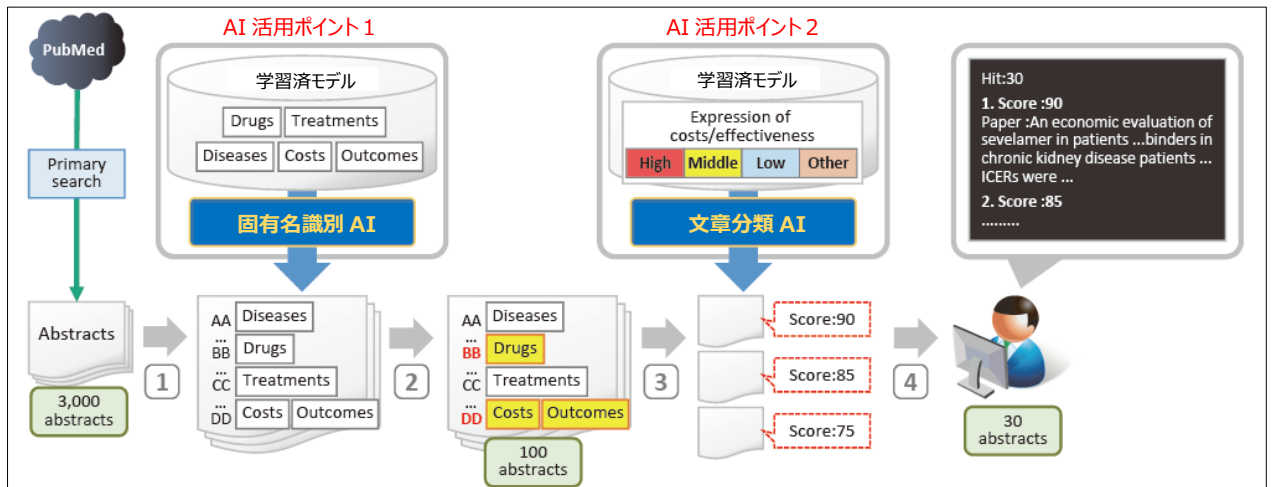 PubMed
Primary
search
Abstracts
3,000
abstracts
1
AI 活用ポイント1
学習済モデル
Drugs
Treatments
Diseases
Costs
Outcomes
固有名識別 AI
AA
Diseases
...
BB
Drugs
...
CC
Treatments
...
DD
Costs
Outcomes
2
AA
Diseases
...
BB
Drugs
...
CC
Treatments
...
DD
Costs
Outcomes
100
abstracts
3
AI 活用ポイント2
学習済モデル
Expression of
costs/effectiveness
High
Middle
Low
Other
文章分類 AI
Score:90
Score:85
Score:75
4
Hit:30
1. Score :90
Paper :An economic evaluation of
sevelamer in patients ...binders in
chronic kidney disease patients ...
ICERs were ...
2. Score :85
.........
30
abstracts